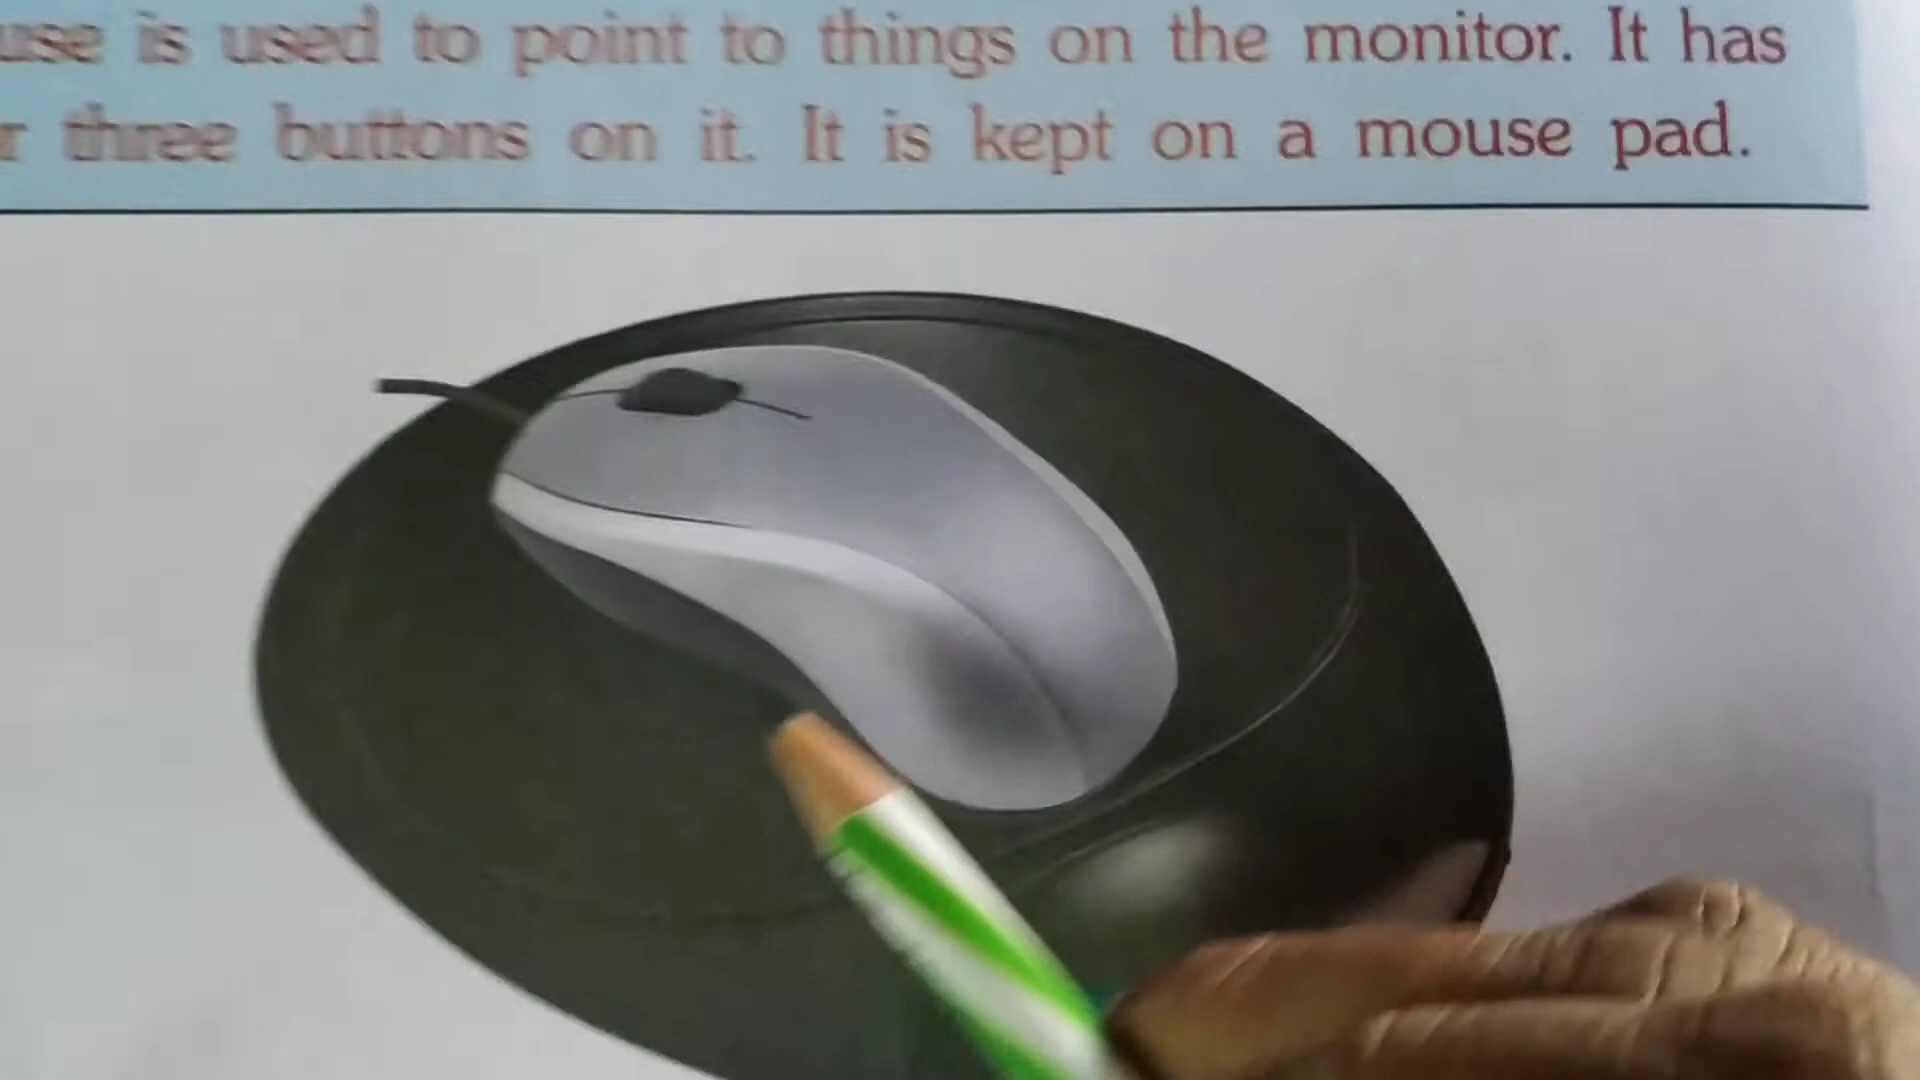 use is used to point to things on the monitor. It has
r three buttons on it. It is kept on a mouse pad.